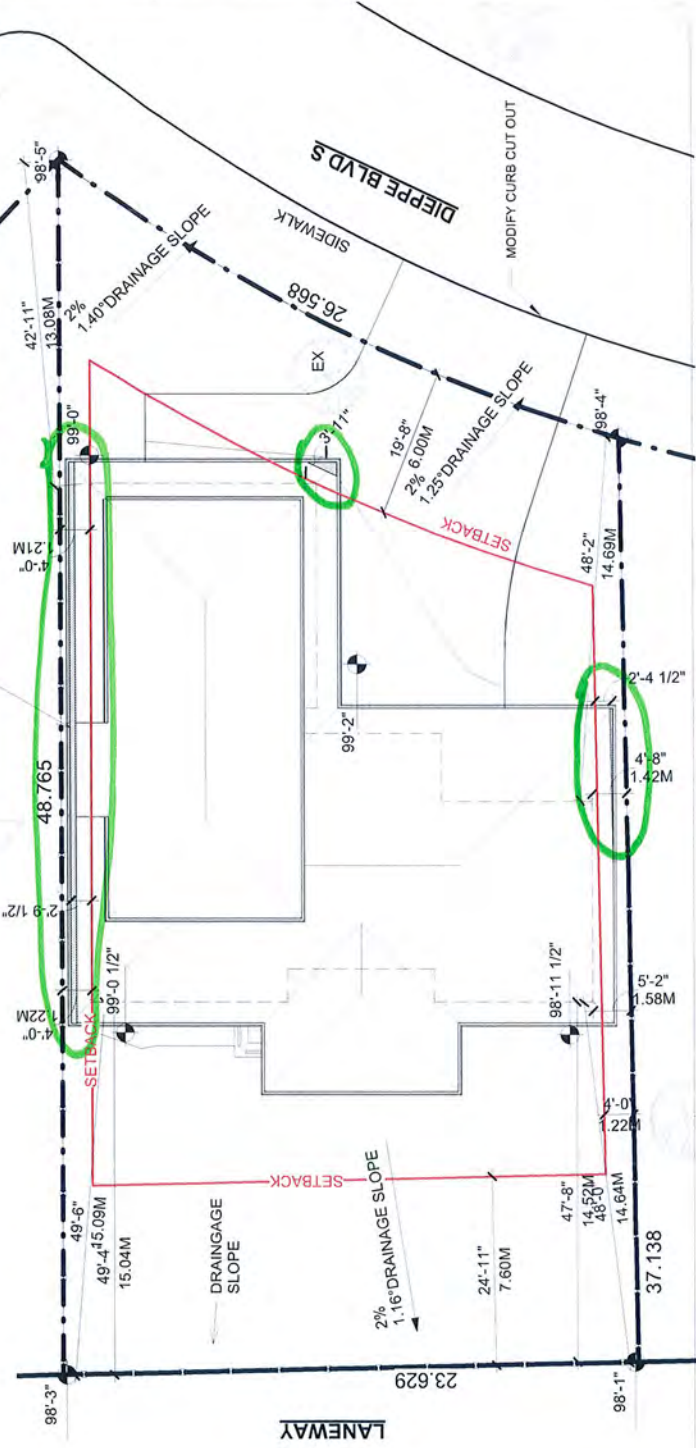 98'-5"
42'-11"
13.08M
2%
1.40°DRAINAGE SLOPE
DIEPPE BLVD S
SIDEWALK
MODIFY CURB CUT OUT
26.568
EX
99'-0"
3'-11"
19'-8"
2% 6.00M
1.25°DRAINAGE SLOPE
98'-4"
4'-0"
1.21M
SETBACK
48'-2"
14.69M
48.765
99'-2"
2'-4 1/2"
4'-8"
1.42M
2'-9 1/2"
4'-0"
1.22M
SETBACK
99'-0 1/2"
98'-11 1/2"
5'-2"
1.58M
4'-0"
1.22M
SETBACK
49'-6"
15.09M
49'-4"
15.04M
DRAINGAGE
SLOPE
2%
1.16°DRAINAGE SLOPE
24'-11"
7.60M
47'-8"
14.52M
48'-0"
14.64M
37.138
98'-3"
23.629
98'-1"
LANEWAY